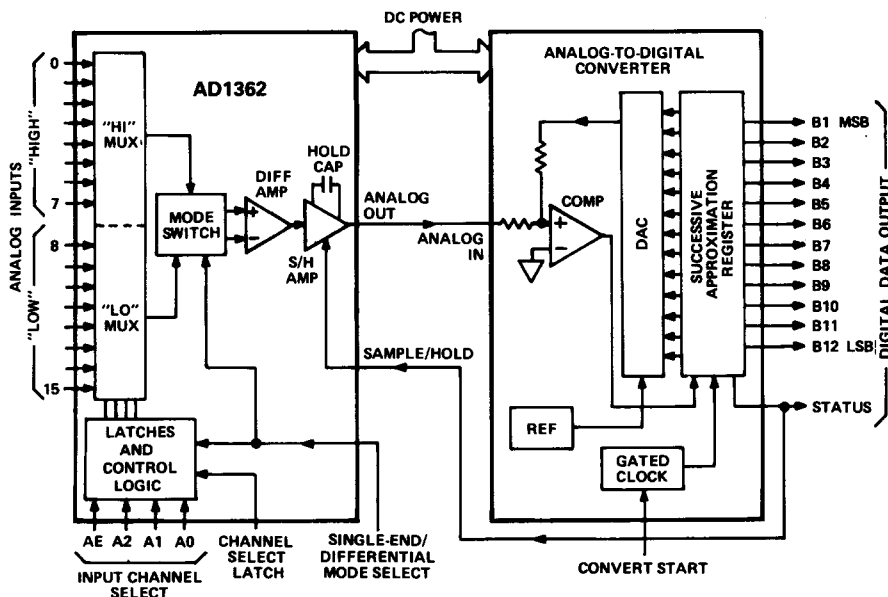 DC POWER
AD1362
ANALOG-TO-DIGITAL
CONVERTER
ANALOG INPUTS
"HIGH"
"LOW"
0
7
8
15
"HI"
MUX
"LO"
MUX
MODE
SWITCH
DIFF
AMP
+
−
HOLD
CAP
S/H
AMP
ANALOG
OUT
ANALOG
IN
SAMPLE/HOLD
COMP
+
−
DAC
SUCCESSIVE
APPROXIMATION
REGISTER
B1 MSB
B2
B3
B4
B5
B6
B7
B8
B9
B10
B11
B12 LSB
STATUS
DIGITAL DATA OUTPUT
REF
GATED
CLOCK
LATCHES
AND
CONTROL
LOGIC
AE A2 A1 A0
INPUT CHANNEL
SELECT
CHANNEL
SELECT
LATCH
SINGLE-END/
DIFFERENTIAL
MODE SELECT
CONVERT START